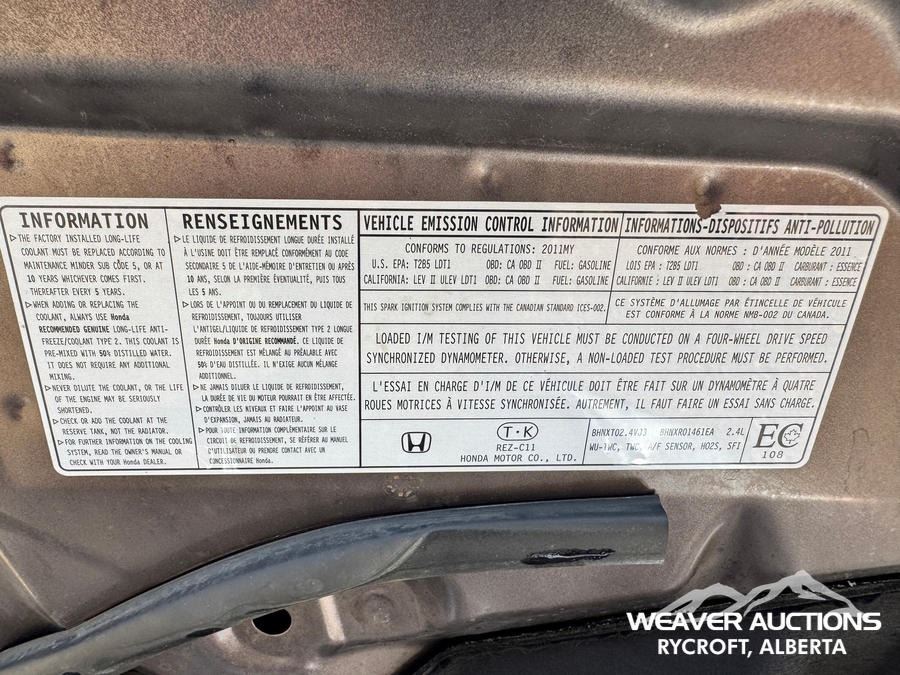 INFORMATION
▷THE FACTORY INSTALLED LONG-LIFE
COOLANT MUST BE REPLACED ACCORDING TO
MAINTENANCE MINDER SUB CODE 5, OR AT
10 YEARS WHICHEVER COMES FIRST.
THEREAFTER EVERY 5 YEARS.
▷WHEN ADDING OR REPLACING THE
COOLANT, ALWAYS USE Honda
RECOMMENDED GENUINE LONG-LIFE ANTI-
FREEZE/COOLANT TYPE 2. THIS COOLANT IS
PRE-MIXED WITH 50% DISTILLED WATER.
IT DOES NOT REQUIRE ANY ADDITIONAL
MIXING.
▷NEVER DILUTE THE COOLANT, OR THE LIFE
OF THE ENGINE MAY BE SERIOUSLY
SHORTENED.
▷CHECK OR ADD THE COOLANT AT THE
RESERVE TANK, NOT THE RADIATOR.
▷FOR FURTHER INFORMATION ON THE COOLING
SYSTEM, READ THE OWNER'S MANUAL OR
CHECK WITH YOUR Honda DEALER.
RENSEIGNEMENTS
▷LE LIQUIDE DE REFROIDISSEMENT LONGUE DURÉE INSTALLÉ
À L'USINE DOIT ÊTRE REMPLACÉ CONFORMÉMENT AU CODE
SECONDAIRE 5 DE L'AIDE-MÉMOIRE D'ENTRETIEN OU APRÈS
10 ANS, SELON LA PREMIÈRE ÉVENTUALITÉ, PUIS TOUS
LES 5 ANS.
▷LORS DE L'APPOINT OU DU REMPLACEMENT DU LIQUIDE DE
REFROIDISSEMENT, TOUJOURS UTILISER
L'ANTIGEL/LIQUIDE DE REFROIDISSEMENT TYPE 2 LONGUE
DURÉE Honda D'ORIGINE RECOMMANDÉ. CE LIQUIDE DE
REFROIDISSEMENT EST MÉLANGÉ AU PRÉALABLE AVEC
50% D'EAU DISTILLÉE. IL N'EXIGE AUCUN MÉLANGE
ADDITIONNEL.
▷NE JAMAIS DILUER LE LIQUIDE DE REFROIDISSEMENT,
LA DURÉE DE VIE DU MOTEUR POURRAIT EN ÊTRE AFFECTÉE.
▷CONTRÔLER LES NIVEAUX ET FAIRE L'APPOINT AU VASE
D'EXPANSION, JAMAIS AU RADIATEUR.
▷POUR TOUTE INFORMATION COMPLÉMENTAIRE SUR LE
CIRCUIT DE REFROIDISSEMENT, SE RÉFÉRER AU MANUEL
D'UTILISATEUR OU PRENDRE CONTACT AVEC UN
CONCESSIONNAIRE Honda.
VEHICLE EMISSION CONTROL INFORMATION
CONFORMS TO REGULATIONS: 2011MY
U.S. EPA: T2B5 LDT1 OBD: CA OBD II FUEL: GASOLINE
CALIFORNIA: LEV II ULEV LDT1 OBD: CA OBD II FUEL: GASOLINE
INFORMATIONS-DISPOSITIFS ANTI-POLLUTION
CONFORME AUX NORMES : D'ANNÉE MODÈLE 2011
LOIS EPA : T2B5 LDT1 OBD : CA OBD II CARBURANT : ESSENCE
CALIFORNIE : LEV II ULEV LDT1 OBD : CA OBD II CARBURANT : ESSENCE
THIS SPARK IGNITION SYSTEM COMPLIES WITH THE CANADIAN STANDARD ICES-002.
CE SYSTÈME D'ALLUMAGE PAR ÉTINCELLE DE VÉHICULE
EST CONFORME À LA NORME NMB-002 DU CANADA.
LOADED I/M TESTING OF THIS VEHICLE MUST BE CONDUCTED ON A FOUR-WHEEL DRIVE SPEED
SYNCHRONIZED DYNAMOMETER. OTHERWISE, A NON-LOADED TEST PROCEDURE MUST BE PERFORMED.
L'ESSAI EN CHARGE D'I/M DE CE VÉHICULE DOIT ÊTRE FAIT SUR UN DYNAMOMÈTRE À QUATRE
ROUES MOTRICES À VITESSE SYNCHRONISÉE. AUTREMENT, IL FAUT FAIRE UN ESSAI SANS CHARGE.
T・K
REZ-C11
HONDA MOTOR CO., LTD.
BHNXT02.4VJ3 BHNXR0146IEA 2.4L
WU-TWC, TWC, A/F SENSOR, HO2S, SFI
EC
108
WEAVER AUCTIONS
RYCROFT, ALBERTA